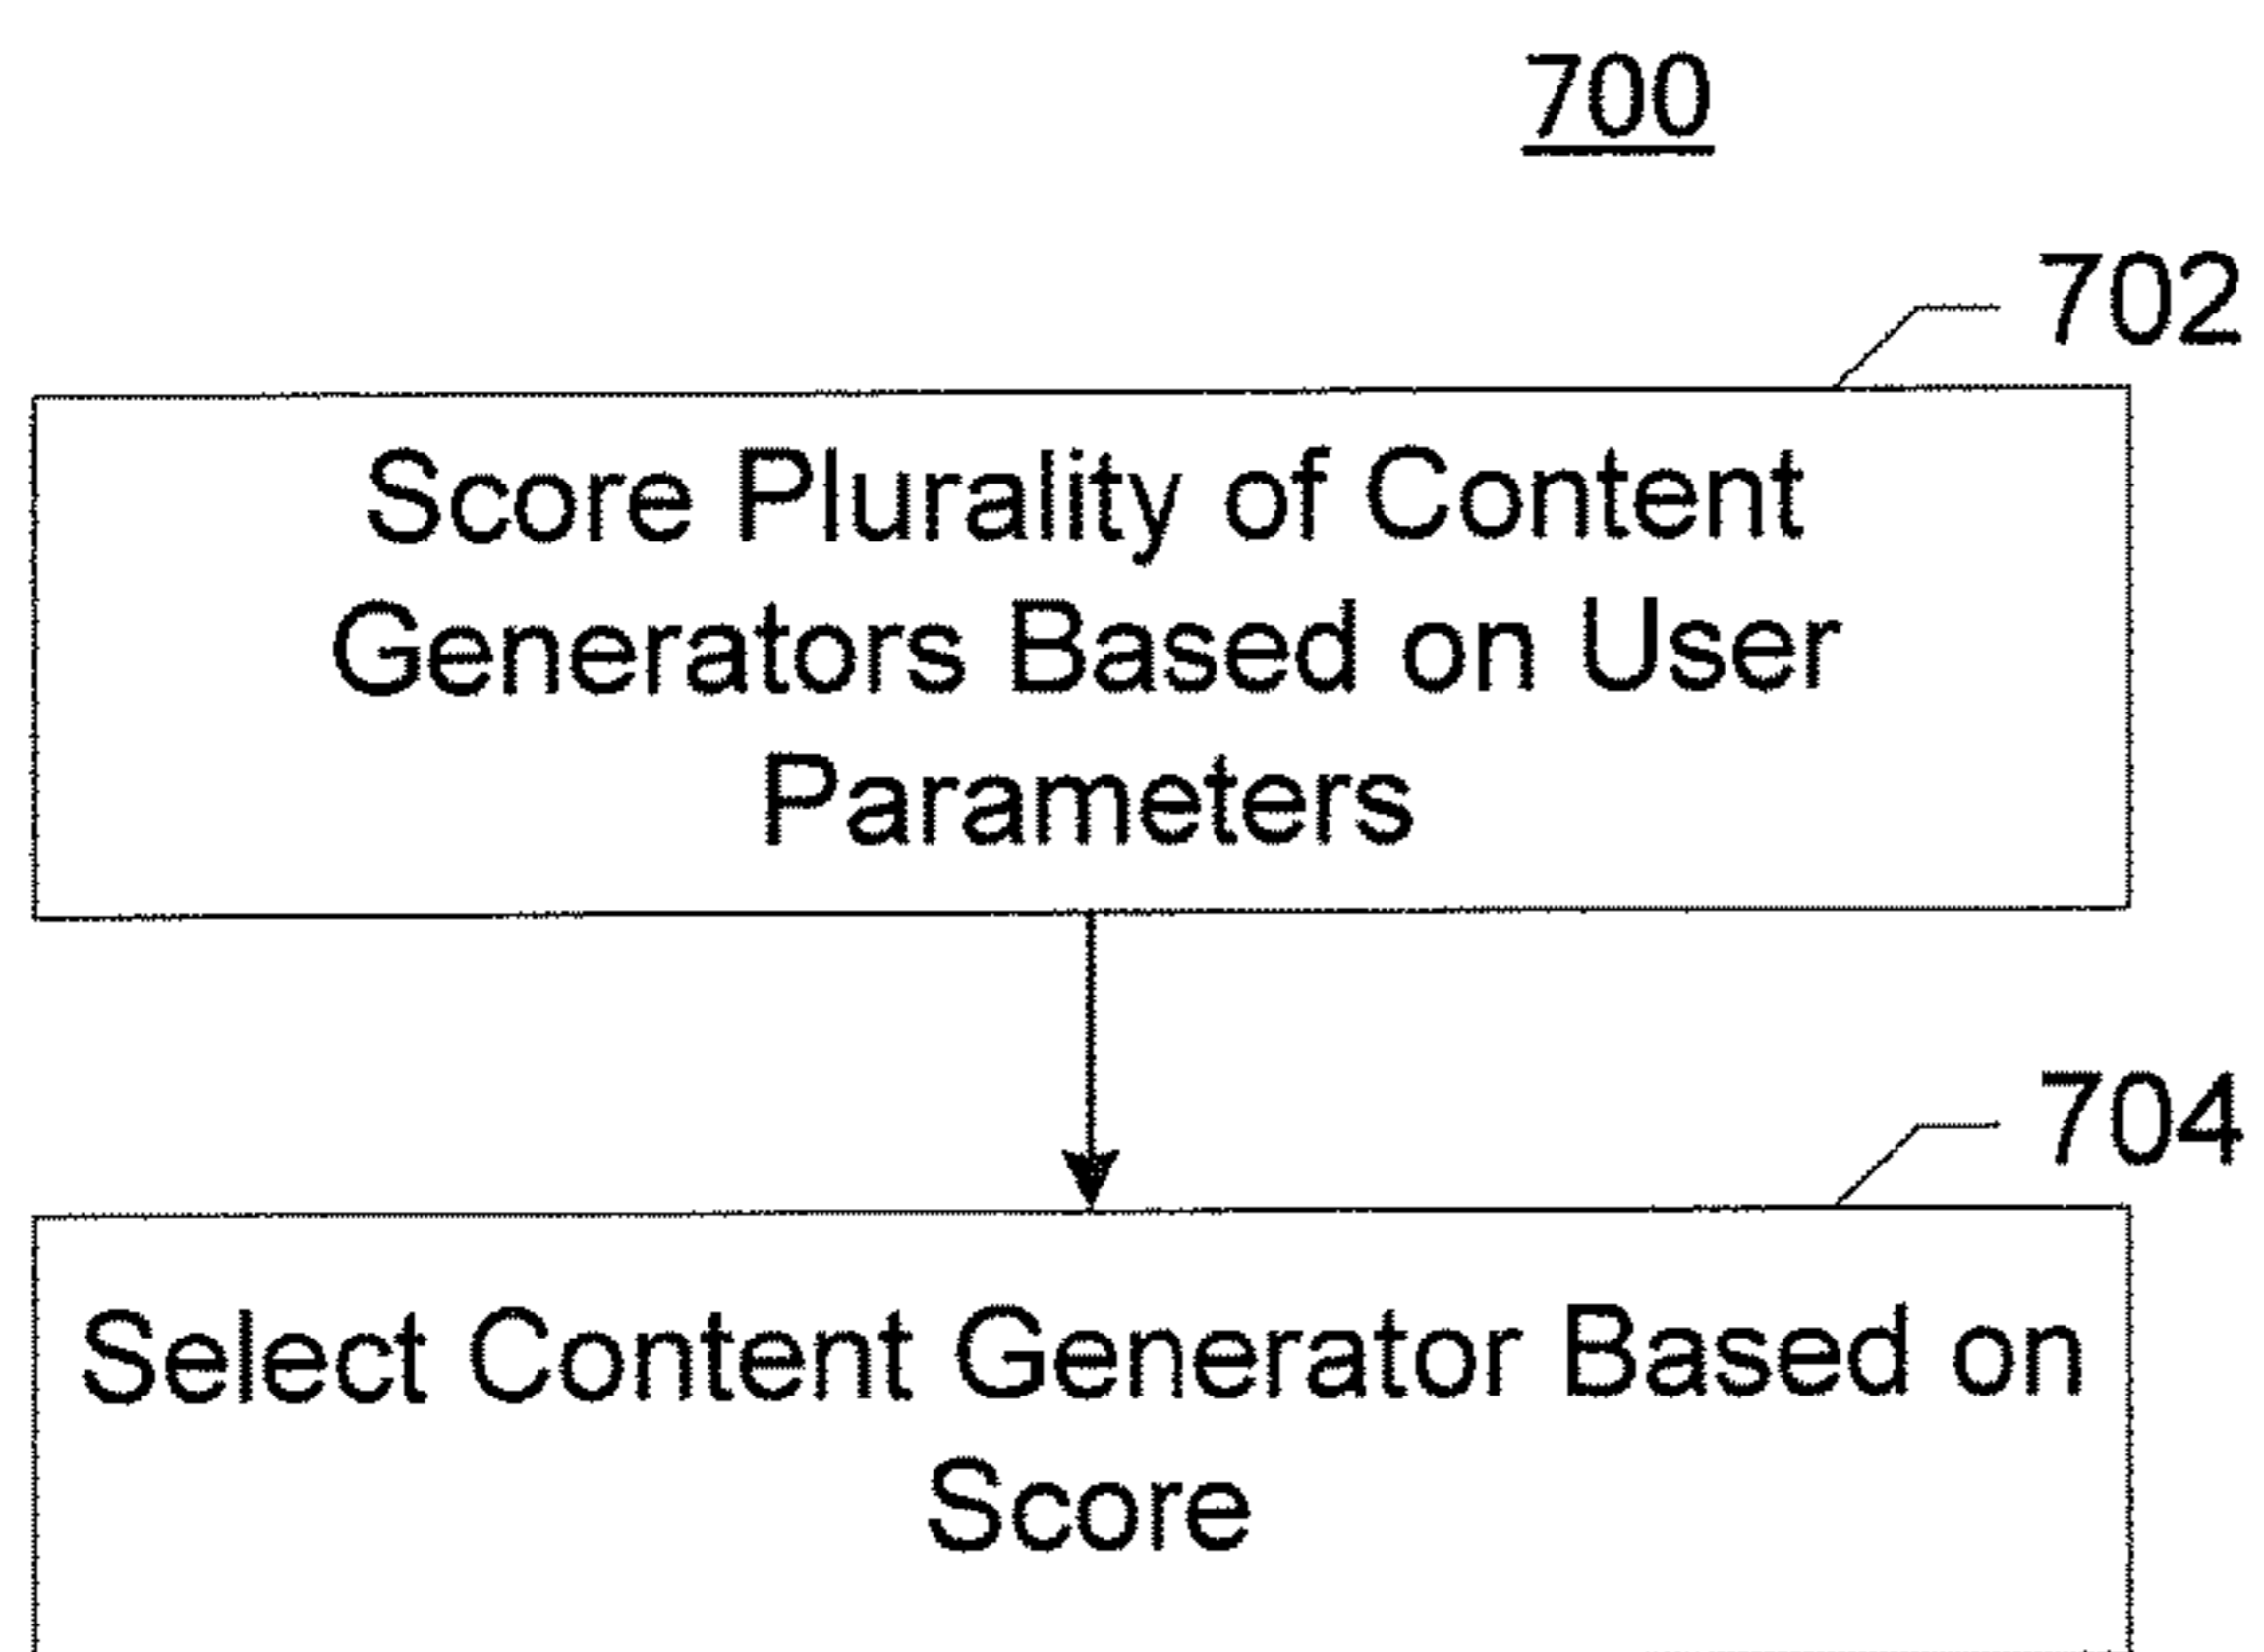 700
702
Score Plurality of Content
Generators Based on User
Parameters
704
Select Content Generator Based on
Score